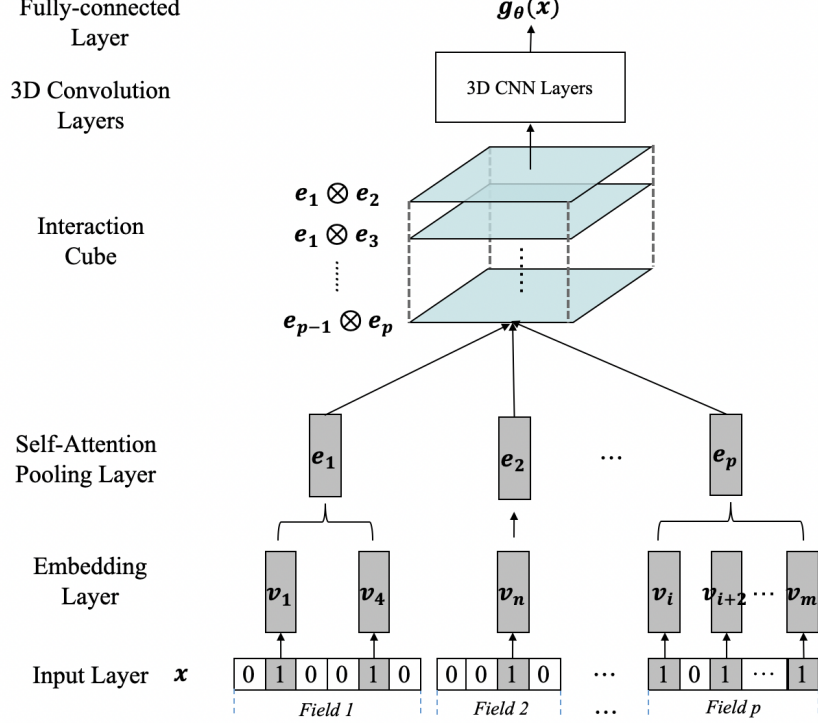 Fully-connected
Layer
g_θ(x)
3D Convolution
Layers
3D CNN Layers
e_1 ⊗ e_2
Interaction
Cube
e_1 ⊗ e_3
e_{p-1} ⊗ e_p
Self-Attention
Pooling Layer
e_1
e_2
...
e_p
Embedding
Layer
v_1
v_4
v_n
v_i
v_{i+2}
...
v_m
Input Layer
x
0 1 0 0 1 0
0 0 1 0
...
1 0 1 ... 1
Field 1
Field 2
...
Field p